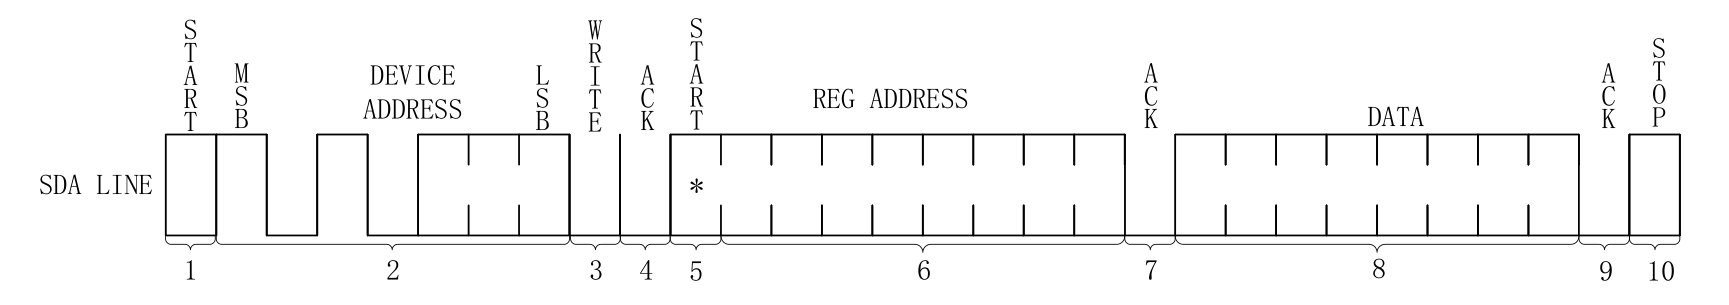 START
MSB
DEVICE
ADDRESS
LSB
WRITE
ACK
START
REG ADDRESS
ACK
DATA
ACK
STOP
SDA LINE
*
1 2 3 4 5 6 7 8 9 10